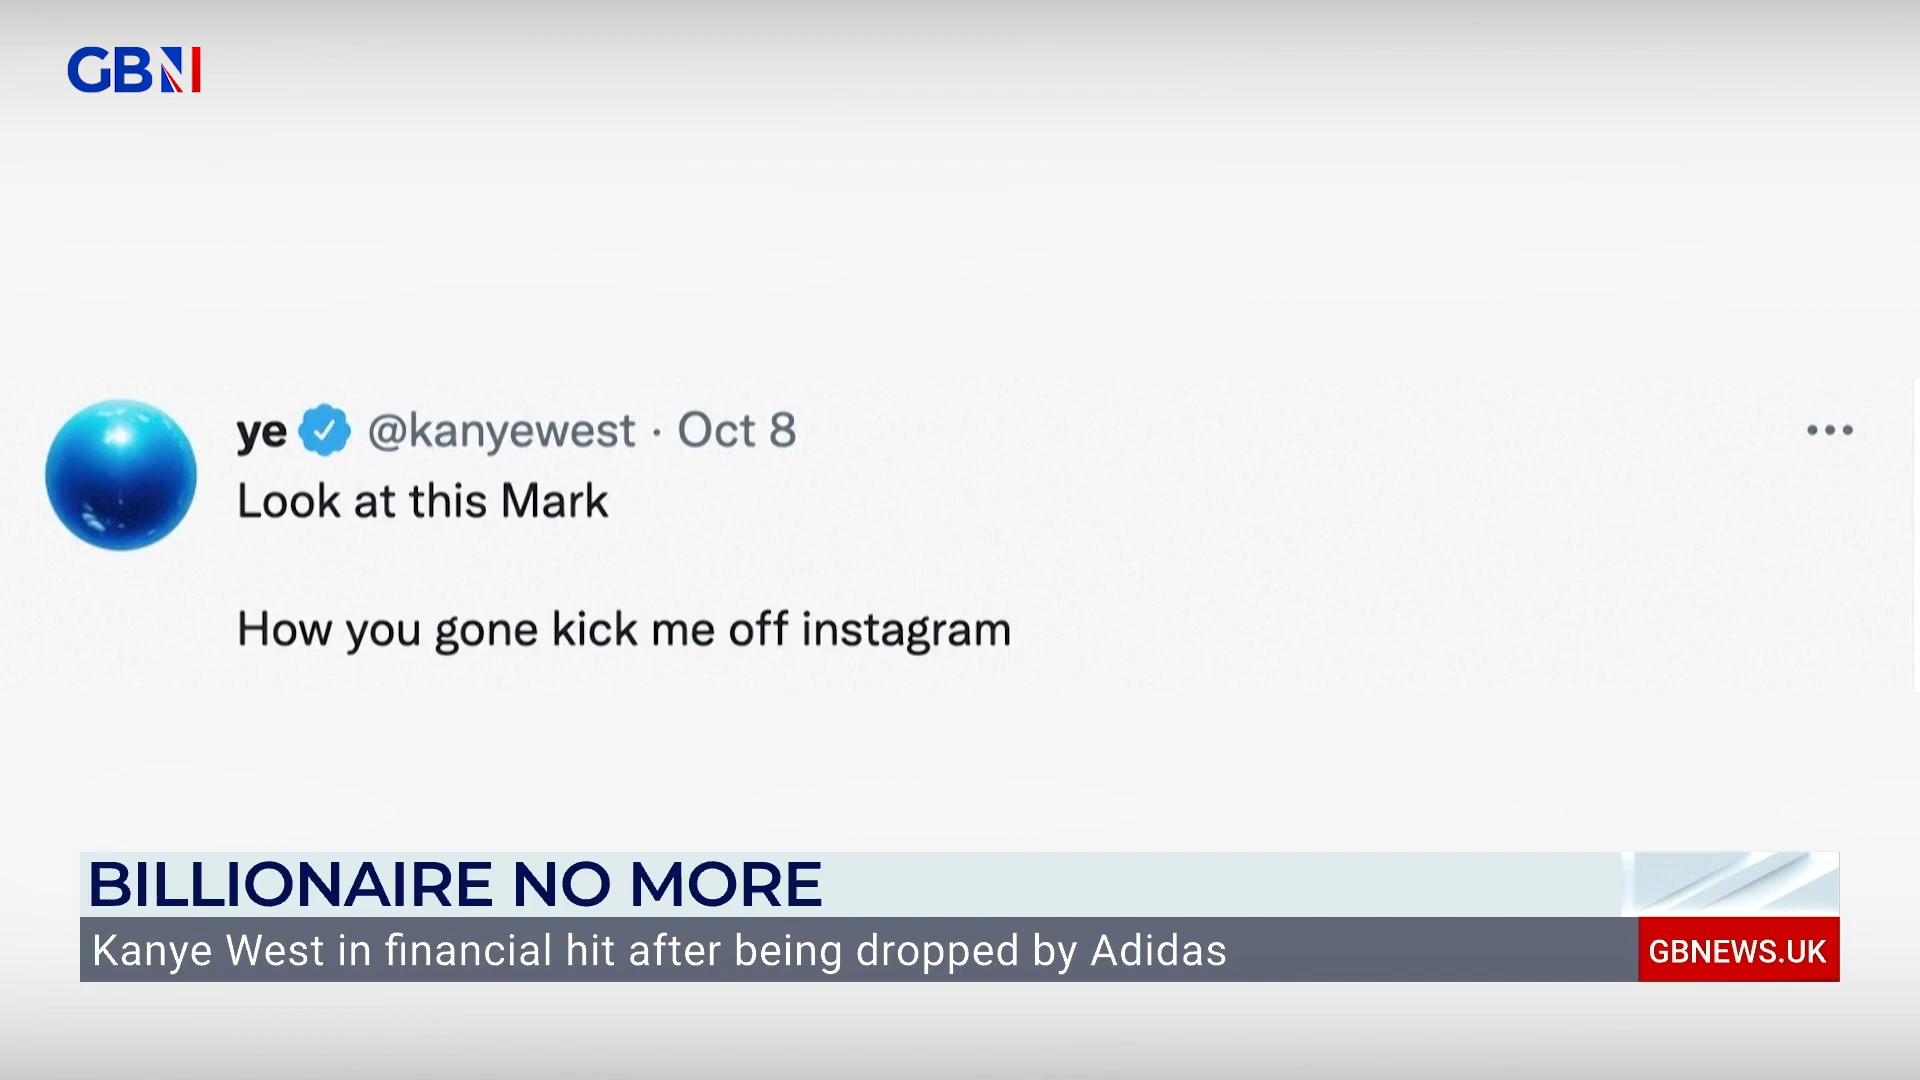 GBN
ye @kanyewest · Oct 8
Look at this Mark
How you gone kick me off instagram
BILLIONAIRE NO MORE
Kanye West in financial hit after being dropped by Adidas
GBNEWS.UK